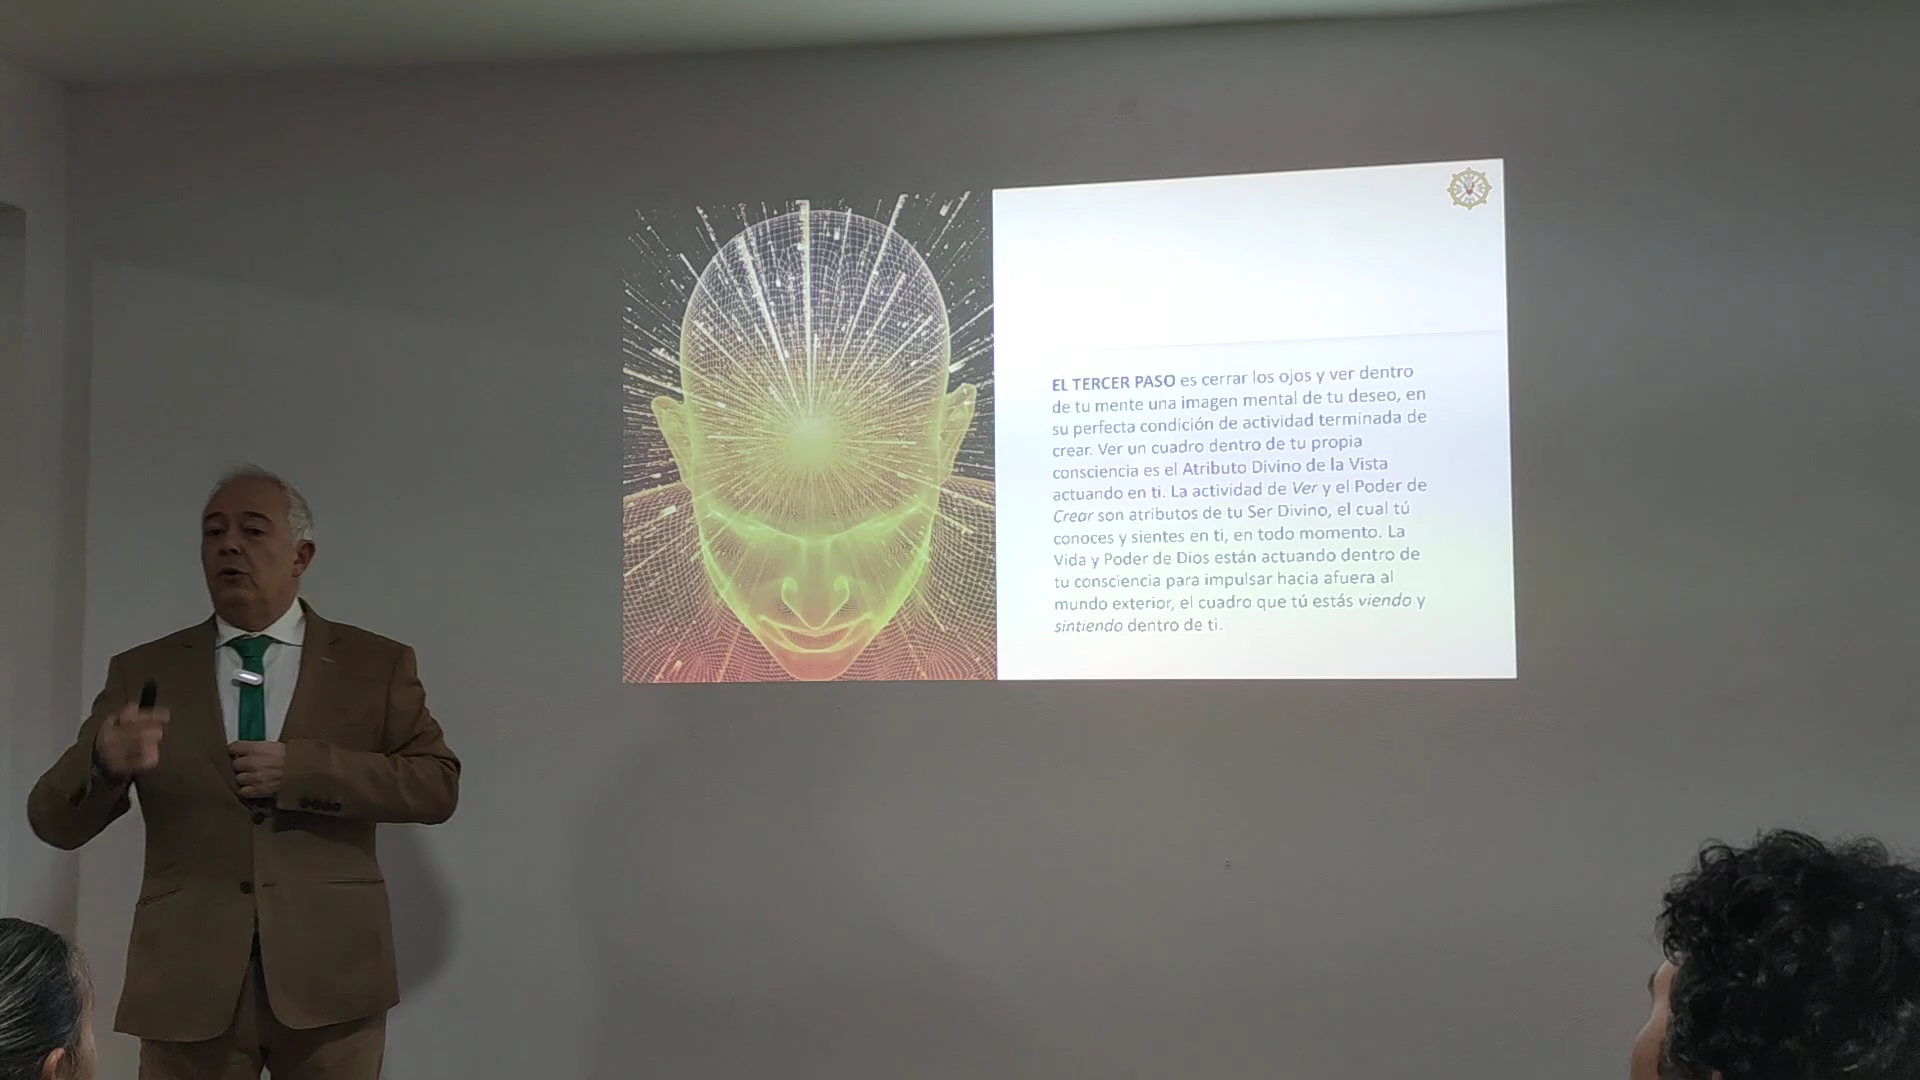 EL TERCER PASO es cerrar los ojos y ver dentro
de tu mente una imagen mental de tu deseo, en
su perfecta condición de actividad terminada de
crear. Ver un cuadro dentro de tu propia
consciencia es el Atributo Divino de la Vista
actuando en ti. La actividad de Ver y el Poder de
Crear son atributos de tu Ser Divino, el cual tú
conoces y sientes en ti, en todo momento. La
Vida y Poder de Dios están actuando dentro de
tu consciencia para impulsar hacia afuera al
mundo exterior, el cuadro que tú estás viendo y
sintiendo dentro de ti.